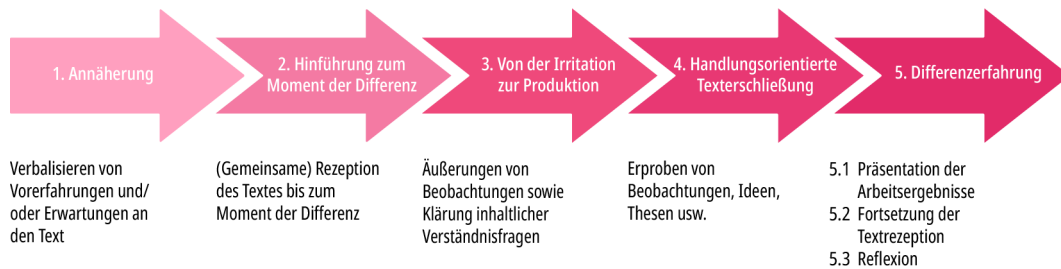 1. Annäherung
2. Hinführung zum
Moment der Differenz
3. Von der Irritation
zur Produktion
4. Handlungsorientierte
Texterschließung
5. Differenzerfahrung
Verbalisieren von
Vorerfahrungen und/
oder Erwartungen an
den Text
(Gemeinsame) Rezeption
des Textes bis zum
Moment der Differenz
Äußerungen von
Beobachtungen sowie
Klärung inhaltlicher
Verständnisfragen
Erproben von
Beobachtungen, Ideen,
Thesen usw.
5.1 Präsentation der
Arbeitsergebnisse
5.2 Fortsetzung der
Textrezeption
5.3 Reflexion